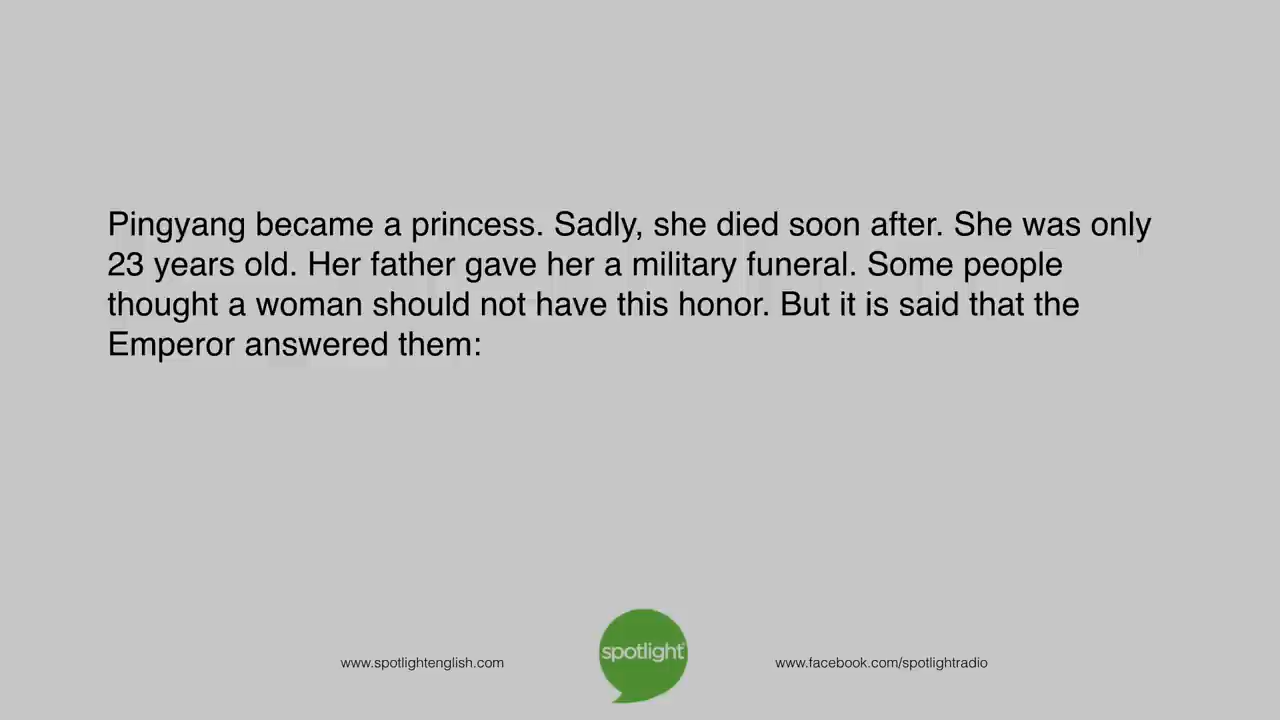 Pingyang became a princess. Sadly, she died soon after. She was only
23 years old. Her father gave her a military funeral. Some people
thought a woman should not have this honor. But it is said that the
Emperor answered them:
www.spotlightenglish.com
spotlight
www.facebook.com/spotlightradio